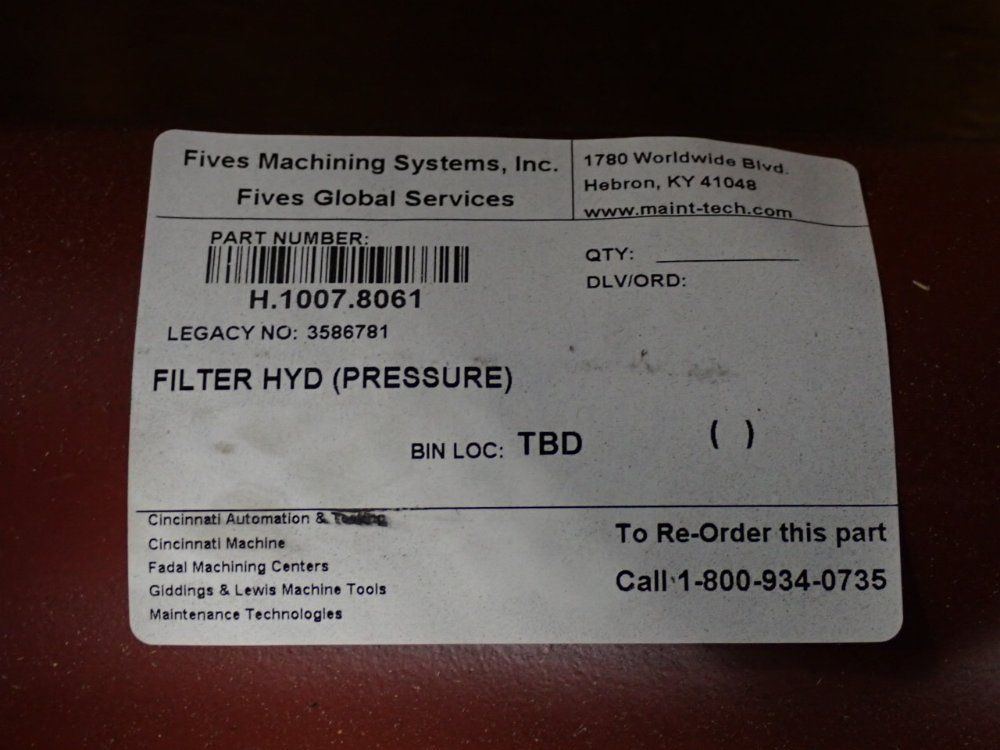 Fives Machining Systems, Inc.
Fives Global Services
1780 Worldwide Blvd.
Hebron, KY 41048
www.maint-tech.com
PART NUMBER:
H.1007.8061
LEGACY NO: 3586781
QTY:
DLV/ORD:
FILTER HYD (PRESSURE)
BIN LOC: TBD ( )
Cincinnati Automation &
Cincinnati Machine
Fadal Machining Centers
Giddings & Lewis Machine Tools
Maintenance Technologies
To Re-Order this part
Call 1-800-934-0735